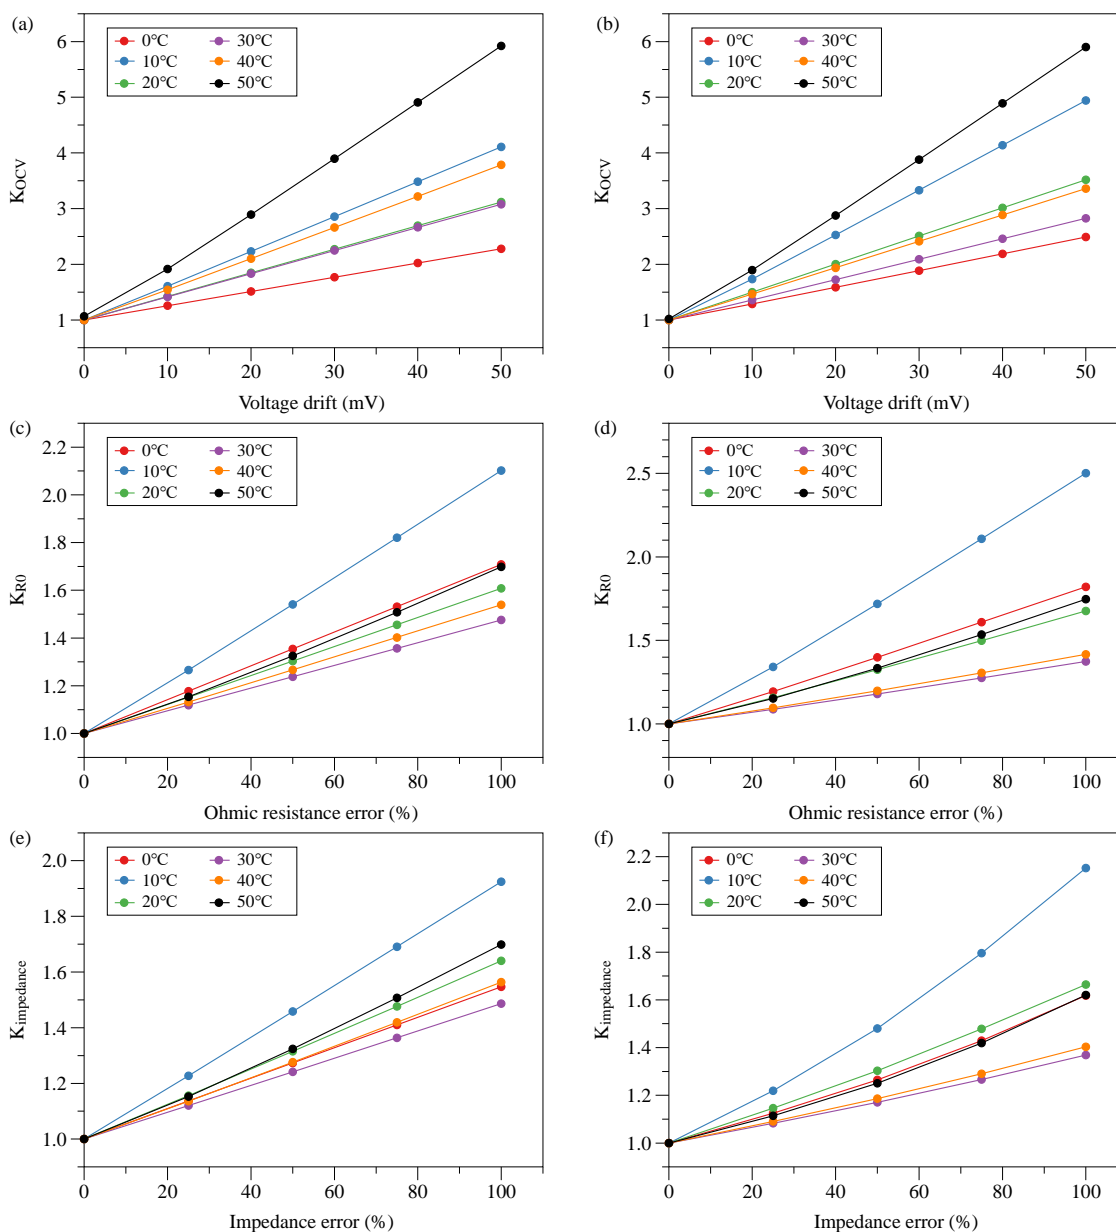 (a)
6
5
4
3
2
1
K_OCV
0℃ 30℃
10℃ 40℃
20℃ 50℃
0 10 20 30 40 50
Voltage drift (mV)
(b)
6
5
4
3
2
1
K_OCV
0℃ 30℃
10℃ 40℃
20℃ 50℃
0 10 20 30 40 50
Voltage drift (mV)
(c)
2.2
2.0
1.8
1.6
1.4
1.2
1.0
K_R0
0℃ 30℃
10℃ 40℃
20℃ 50℃
0 20 40 60 80 100
Ohmic resistance error (%)
(d)
2.5
2.0
1.5
1.0
K_R0
0℃ 30℃
10℃ 40℃
20℃ 50℃
0 20 40 60 80 100
Ohmic resistance error (%)
(e)
2.0
1.8
1.6
1.4
1.2
1.0
K_impedance
0℃ 30℃
10℃ 40℃
20℃ 50℃
0 20 40 60 80 100
Impedance error (%)
(f)
2.2
2.0
1.8
1.6
1.4
1.2
1.0
K_impedance
0℃ 30℃
10℃ 40℃
20℃ 50℃
0 20 40 60 80 100
Impedance error (%)